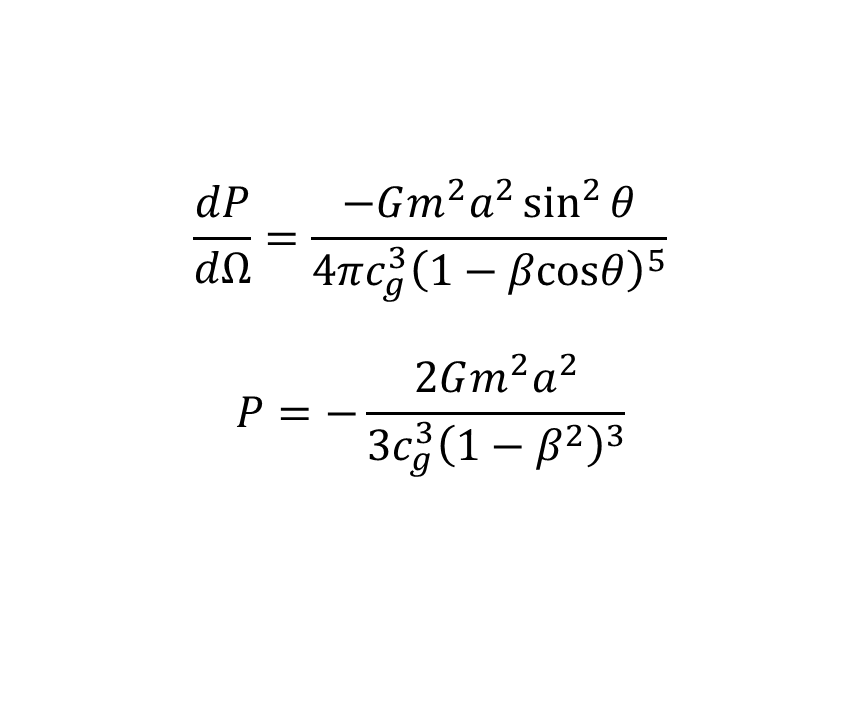 dP/dΩ = −Gm²a² sin² θ / 4πc_g³(1 − βcosθ)⁵
P = − 2Gm²a² / 3c_g³(1 − β²)³